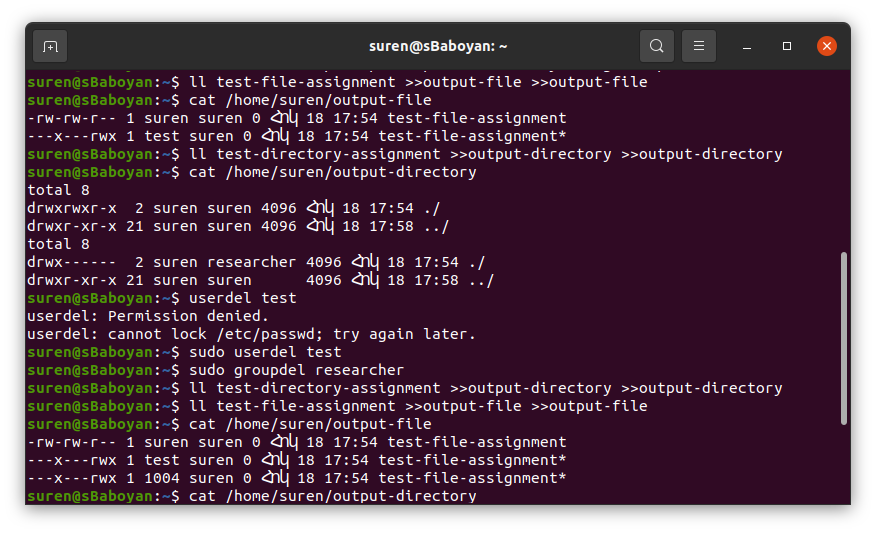 suren@sBaboyan: ~
suren@sBaboyan:~$ ll test-file-assignment >>output-file >>output-file
suren@sBaboyan:~$ cat /home/suren/output-file
-rw-rw-r-- 1 suren suren 0 Հոկ 18 17:54 test-file-assignment
---x---rwx 1 test suren 0 Հոկ 18 17:54 test-file-assignment*
suren@sBaboyan:~$ ll test-directory-assignment >>output-directory >>output-directory
suren@sBaboyan:~$ cat /home/suren/output-directory
total 8
drwxrwxr-x  2 suren suren 4096 Հոկ 18 17:54 ./
drwxr-xr-x 21 suren suren 4096 Հոկ 18 17:58 ../
total 8
drwx------  2 suren researcher 4096 Հոկ 18 17:54 ./
drwxr-xr-x 21 suren suren      4096 Հոկ 18 17:58 ../
suren@sBaboyan:~$ userdel test
userdel: Permission denied.
userdel: cannot lock /etc/passwd; try again later.
suren@sBaboyan:~$ sudo userdel test
suren@sBaboyan:~$ sudo groupdel researcher
suren@sBaboyan:~$ ll test-directory-assignment >>output-directory >>output-directory
suren@sBaboyan:~$ ll test-file-assignment >>output-file >>output-file
suren@sBaboyan:~$ cat /home/suren/output-file
-rw-rw-r-- 1 suren suren 0 Հոկ 18 17:54 test-file-assignment
---x---rwx 1 test suren 0 Հոկ 18 17:54 test-file-assignment*
---x---rwx 1 1004 suren 0 Հոկ 18 17:54 test-file-assignment*
suren@sBaboyan:~$ cat /home/suren/output-directory